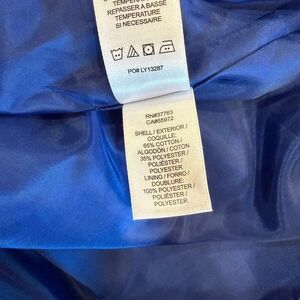 TEMPERATURE
REPASSER A BASSE
TEMPERATURE
SI NECESSAIRE
PO# LY13287
RN#37763
CA#55972
SHELL / EXTERIOR /
COQUILLE:
65% COTTON /
ALGODÓN / COTON
35% POLYESTER /
POLIÉSTER /
POLYESTER
LINING / FORRO /
DOUBLURE:
100% POLYESTER /
POLIÉSTER /
POLYESTER